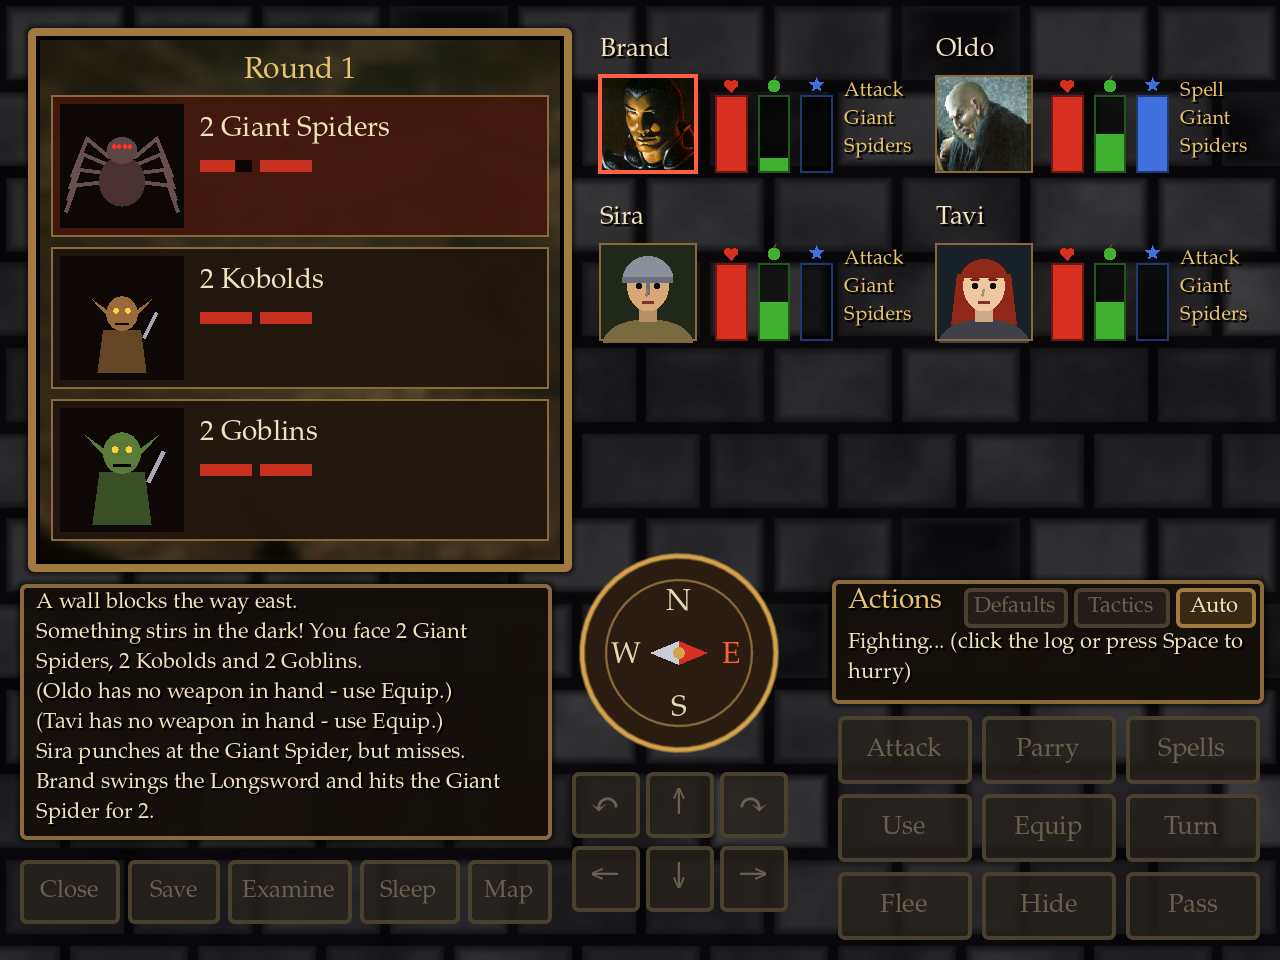 Round 1
2 Giant Spiders
2 Kobolds
2 Goblins
Brand
Attack
Giant
Spiders
Oldo
Spell
Giant
Spiders
Sira
Attack
Giant
Spiders
Tavi
Attack
Giant
Spiders
A wall blocks the way east.
Something stirs in the dark! You face 2 Giant
Spiders, 2 Kobolds and 2 Goblins.
(Oldo has no weapon in hand - use Equip.)
(Tavi has no weapon in hand - use Equip.)
Sira punches at the Giant Spider, but misses.
Brand swings the Longsword and hits the Giant
Spider for 2.
N
W E
S
Actions Defaults Tactics Auto
Fighting... (click the log or press Space to
hurry)
Attack Parry Spells
Use Equip Turn
Flee Hide Pass
Close Save Examine Sleep Map